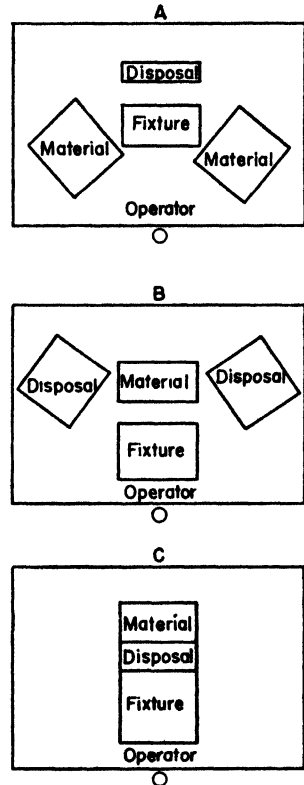 A
Disposal
Fixture
Material
Material
Operator
B
Disposal
Material
Disposal
Fixture
Operator
C
Material
Disposal
Fixture
Operator